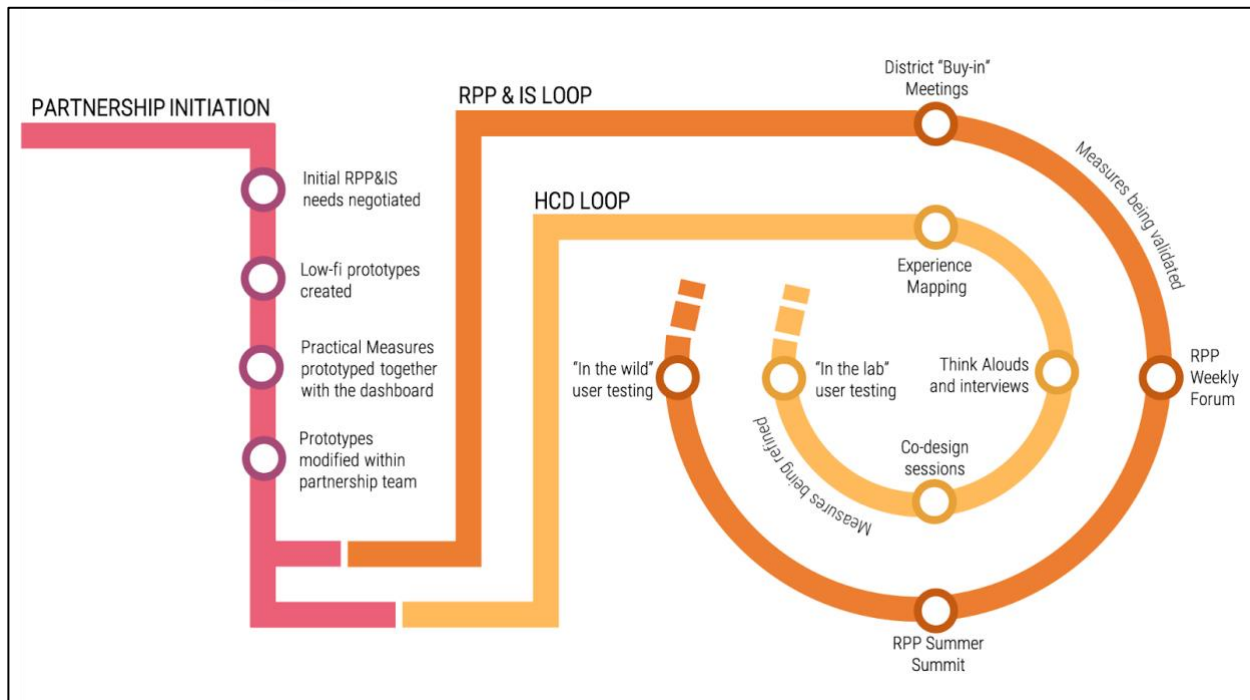 PARTNERSHIP INITIATION
Initial RPP&IS
needs negotiated
Low-fi prototypes
created
Practical Measures
prototyped together
with the dashboard
Prototypes
modified within
partnership team
RPP & IS LOOP
District “Buy-in”
Meetings
Measures being validated
RPP
Weekly
Forum
RPP Summer
Summit
“In the wild”
user testing
HCD LOOP
Experience
Mapping
Think Alouds
and interviews
Co-design
sessions
Measures being refined
“In the lab”
user testing